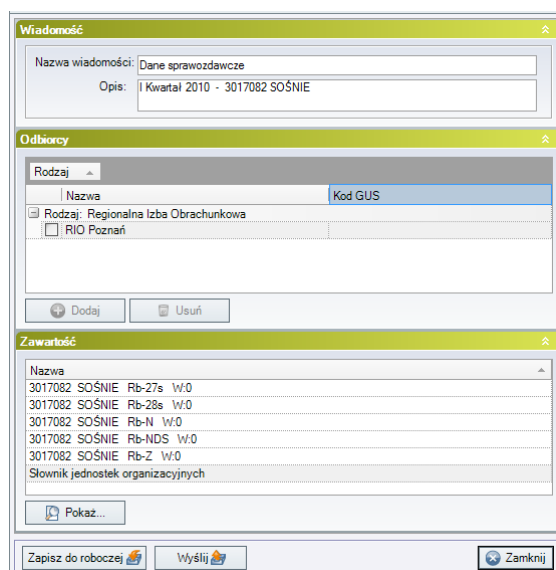 Wiadomość
Nazwa wiadomości: Dane sprawozdawcze
Opis: I Kwartał 2010 - 3017082 SOŚNIE
Odbiorcy
Rodzaj
Nazwa Kod GUS
Rodzaj: Regionalna Izba Obrachunkowa
RIO Poznań
Dodaj Usuń
Zawartość
Nazwa
3017082 SOŚNIE Rb-27s W:0
3017082 SOŚNIE Rb-28s W:0
3017082 SOŚNIE Rb-N W:0
3017082 SOŚNIE Rb-NDS W:0
3017082 SOŚNIE Rb-Z W:0
Słownik jednostek organizacyjnych
Pokaż...
Zapisz do roboczej Wyślij Zamknij